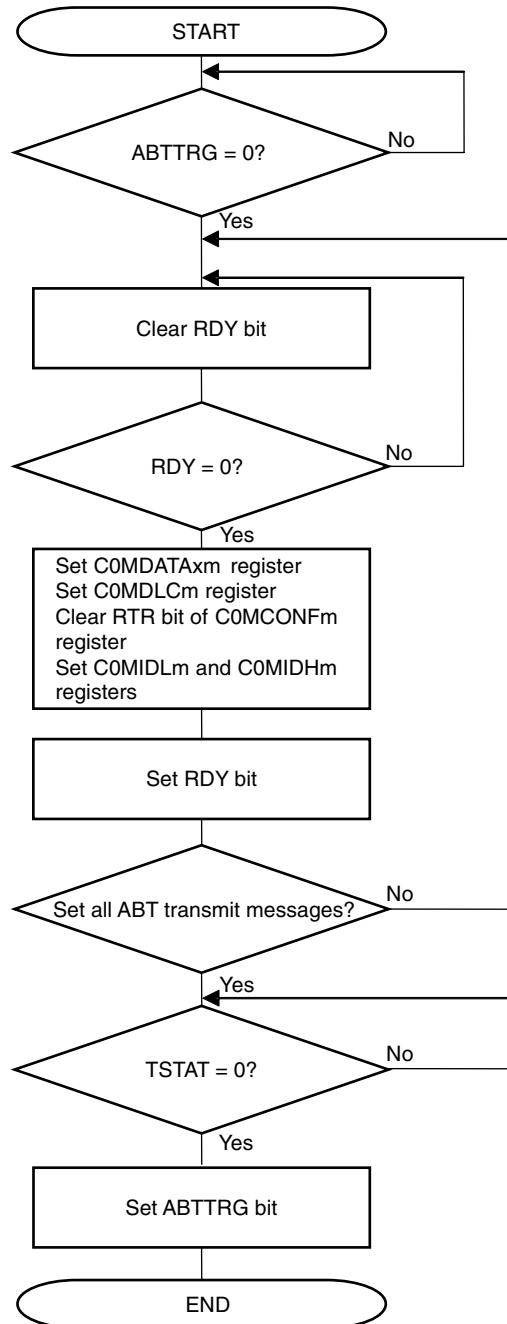 START
ABTTRG = 0?
No
Yes
Clear RDY bit
RDY = 0?
No
Yes
Set C0MDATAxm register
Set C0MDLCm register
Clear RTR bit of C0MCONFm
register
Set C0MIDLm and C0MIDHm
registers
Set RDY bit
Set all ABT transmit messages?
No
Yes
TSTAT = 0?
No
Yes
Set ABTTRG bit
END